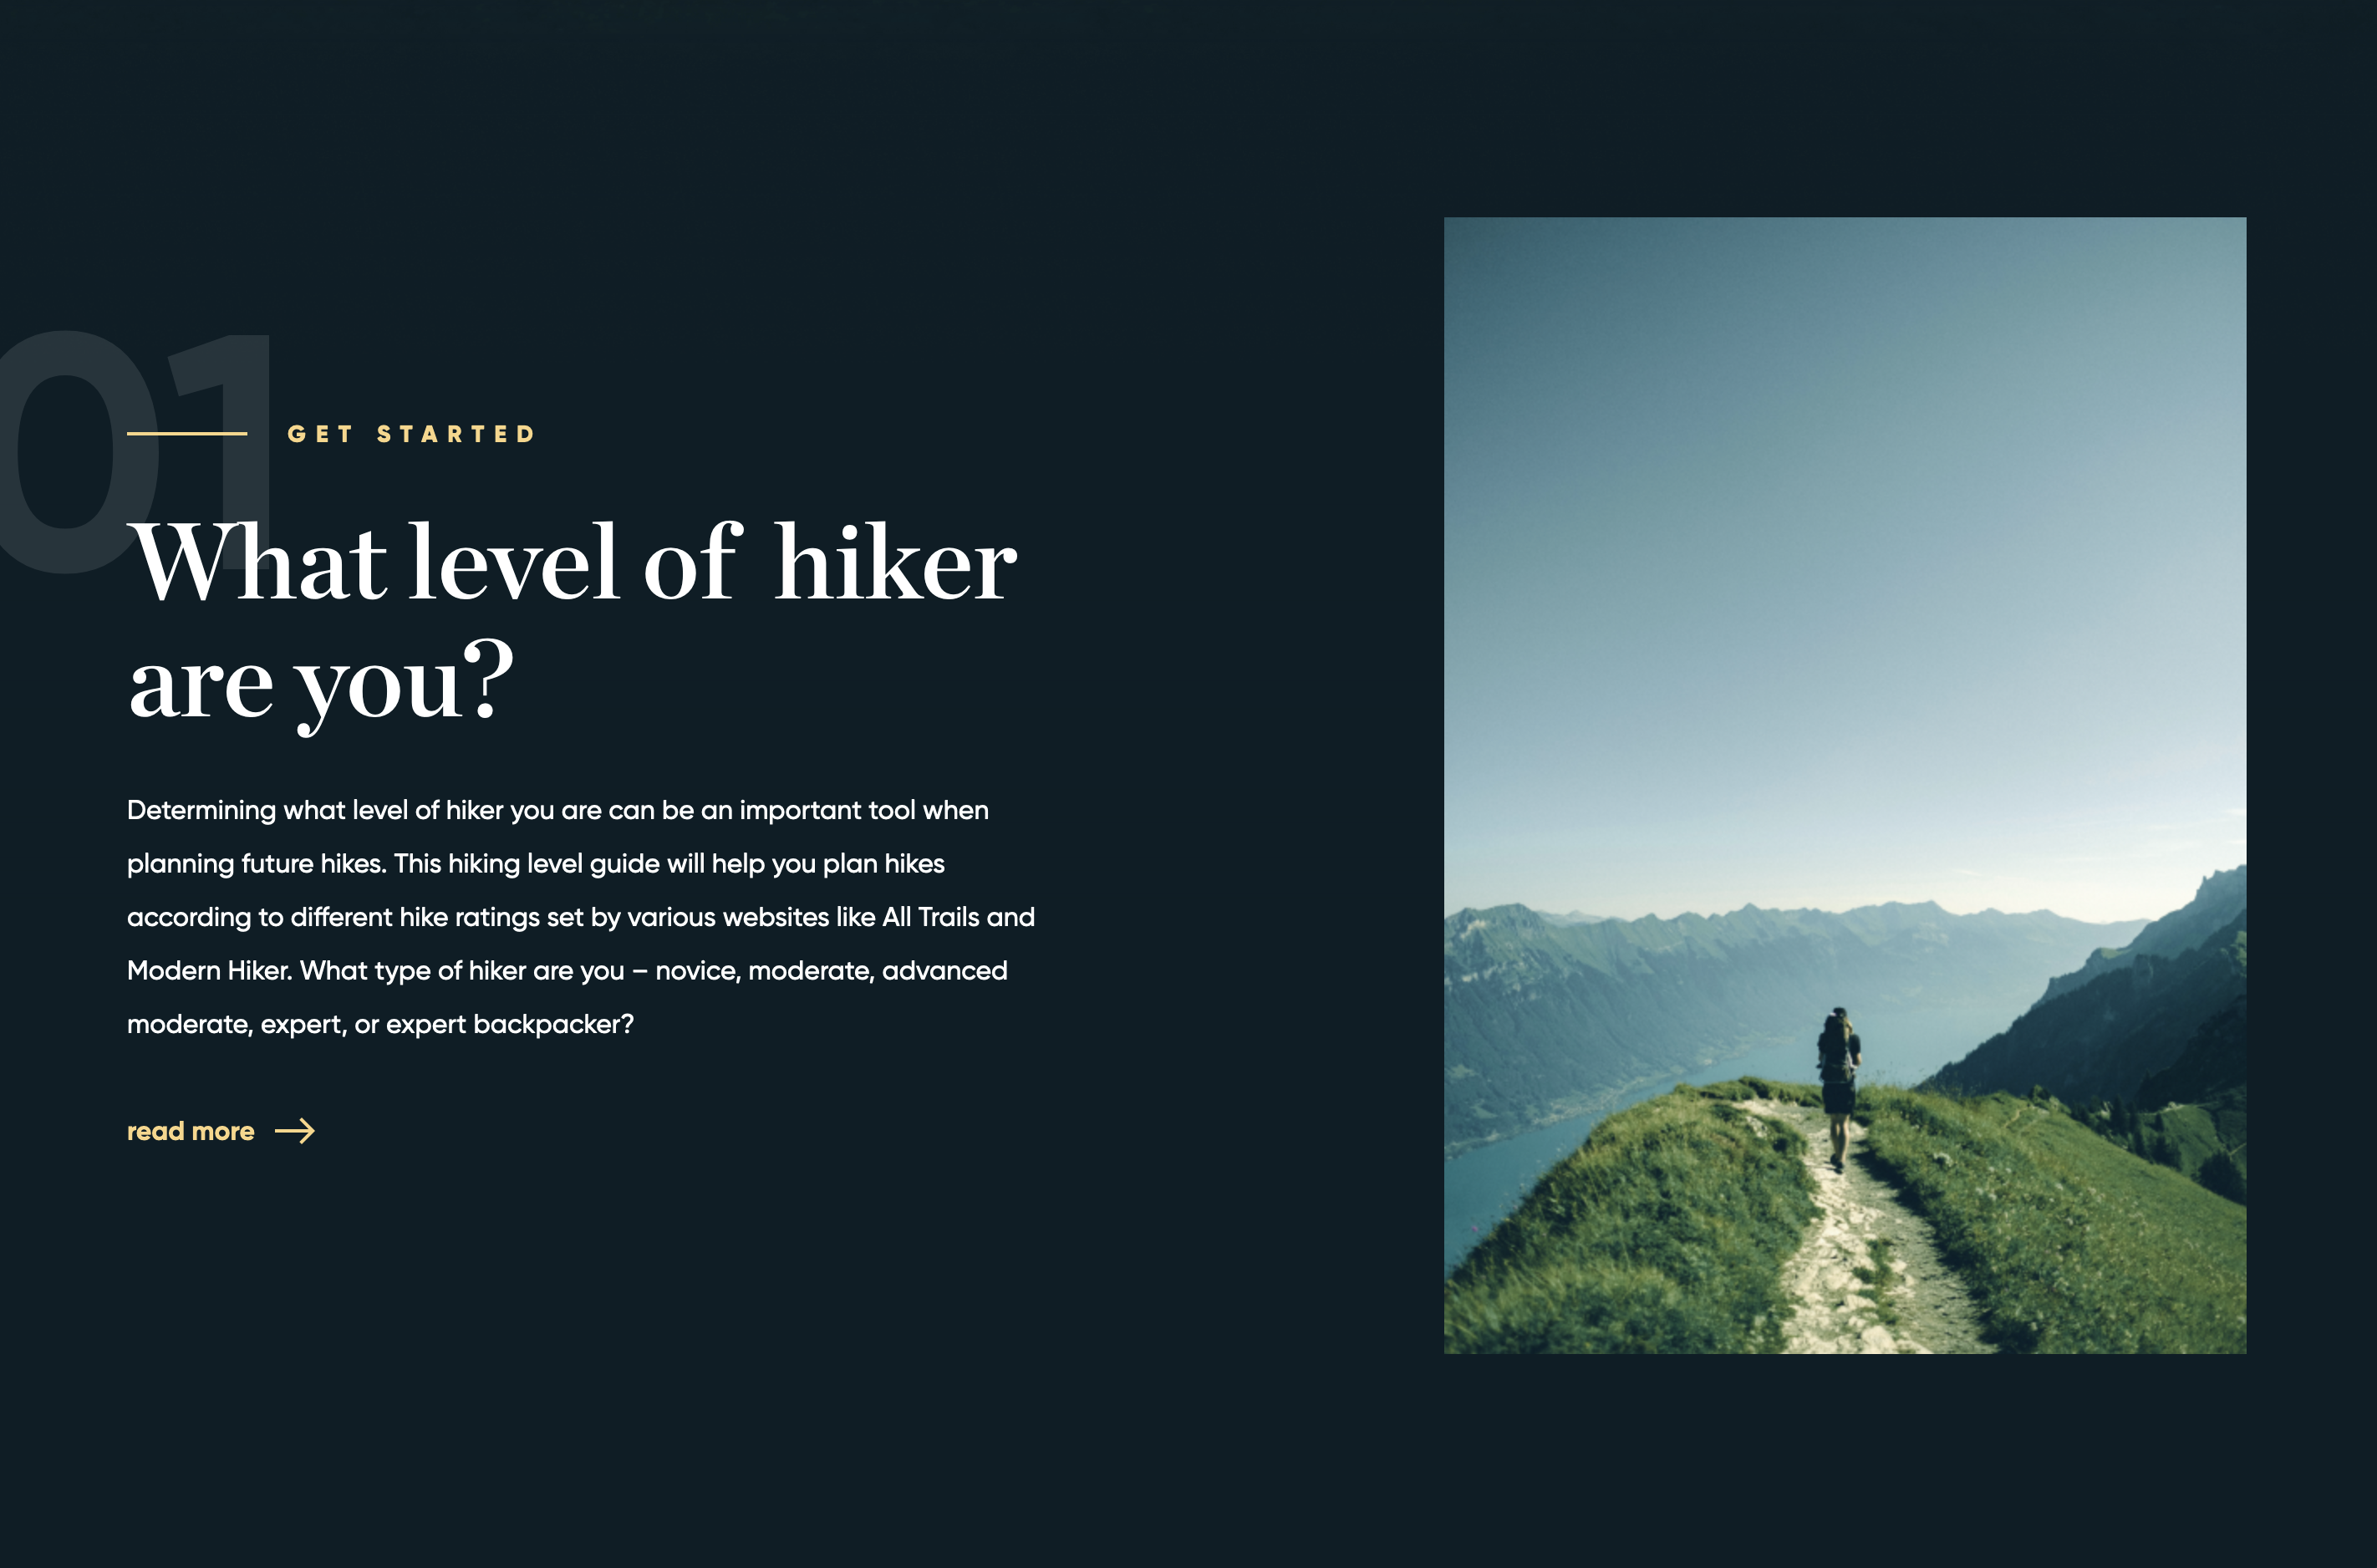 01
GET STARTED
What level of hiker
are you?
Determining what level of hiker you are can be an important tool when
planning future hikes. This hiking level guide will help you plan hikes
according to different hike ratings set by various websites like All Trails and
Modern Hiker. What type of hiker are you – novice, moderate, advanced
moderate, expert, or expert backpacker?
read more